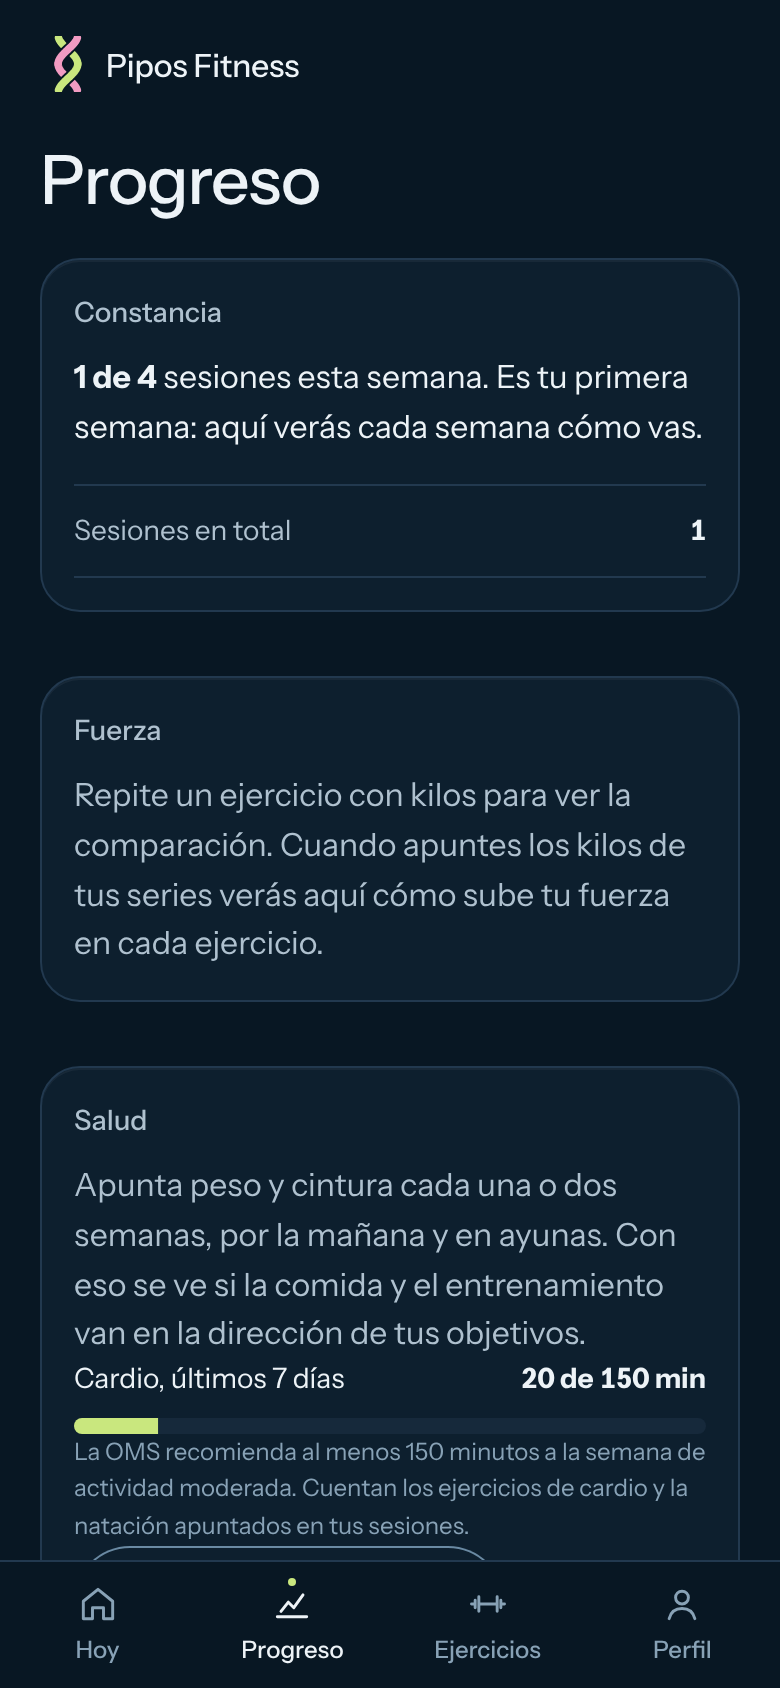 Pipos Fitness
Progreso
Constancia
1 de 4 sesiones esta semana. Es tu primera
semana: aquí verás cada semana cómo vas.
Sesiones en total 1
Fuerza
Repite un ejercicio con kilos para ver la
comparación. Cuando apuntes los kilos de
tus series verás aquí cómo sube tu fuerza
en cada ejercicio.
Salud
Apunta peso y cintura cada una o dos
semanas, por la mañana y en ayunas. Con
eso se ve si la comida y el entrenamiento
van en la dirección de tus objetivos.
Cardio, últimos 7 días 20 de 150 min
La OMS recomienda al menos 150 minutos a la semana de
actividad moderada. Cuentan los ejercicios de cardio y la
natación apuntados en tus sesiones.
Hoy Progreso Ejercicios Perfil